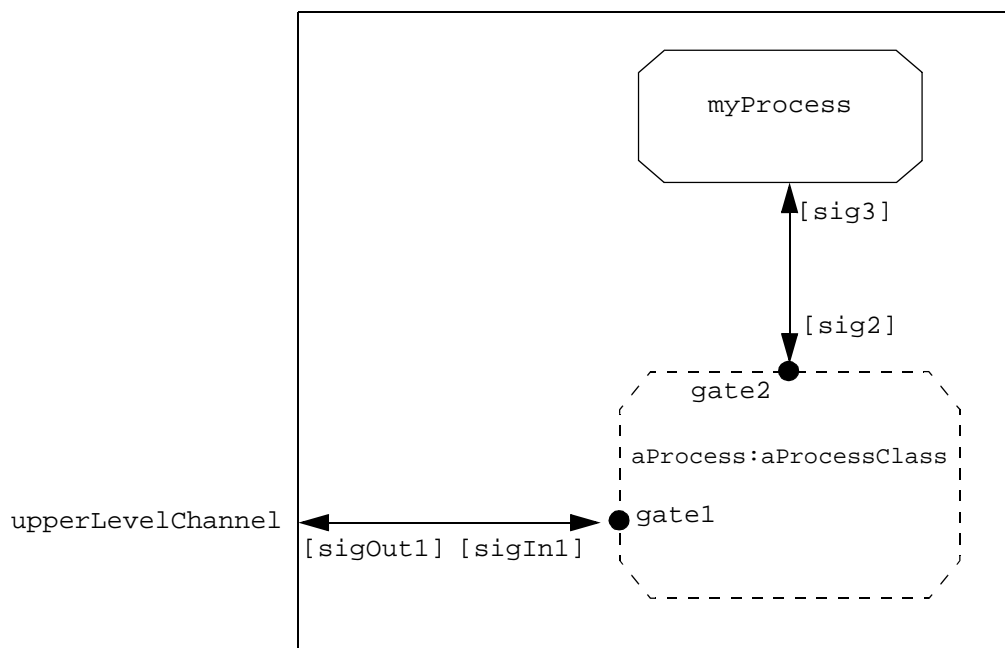 myProcess
[sig3]
[sig2]
gate2
aProcess:aProcessClass
upperLevelChannel
gate1
[sigOut1] [sigIn1]